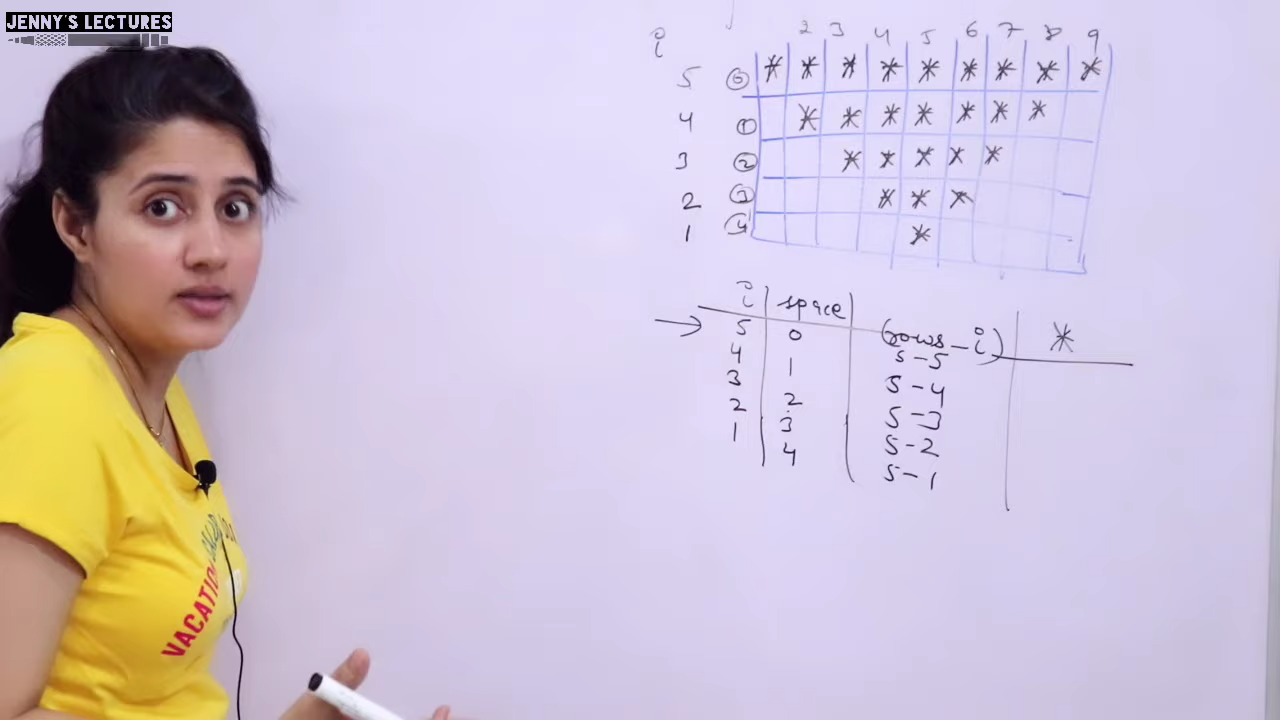 JENNY'S LECTURES
j 2 3 4 5 6 7 8 9
i
5 0 * * * * * * * * *
4 1 * * * * * * *
3 2 * * * * *
2 3 * * *
1 4 *
i space (rows-i) *
5 0 5-5
4 1 5-4
3 2 5-3
2 3 5-2
1 4 5-1
VACATION